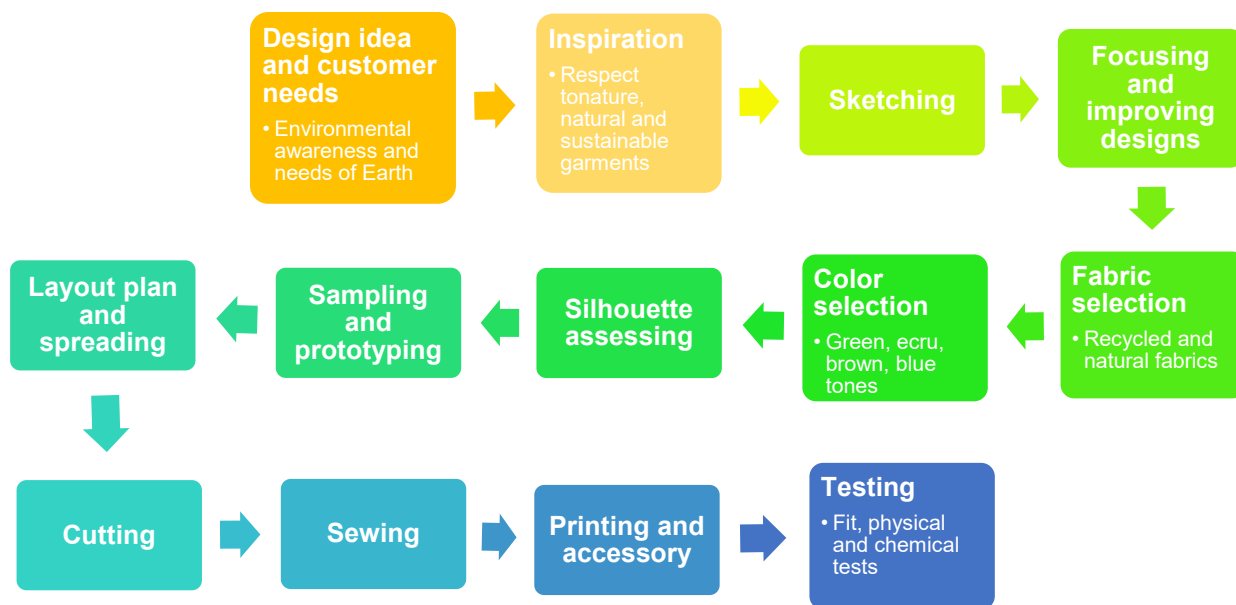 Design idea
and customer
needs
• Environmental
awareness and
needs of Earth
Inspiration
• Respect
tonature,
natural and
sustainable
garments
Sketching
Focusing
and
improving
designs
Fabric
selection
• Recycled and
natural fabrics
Color
selection
• Green, ecru,
brown, blue
tones
Silhouette
assessing
Sampling
and
prototyping
Layout plan
and
spreading
Cutting
Sewing
Printing and
accessory
Testing
• Fit, physical
and chemical
tests